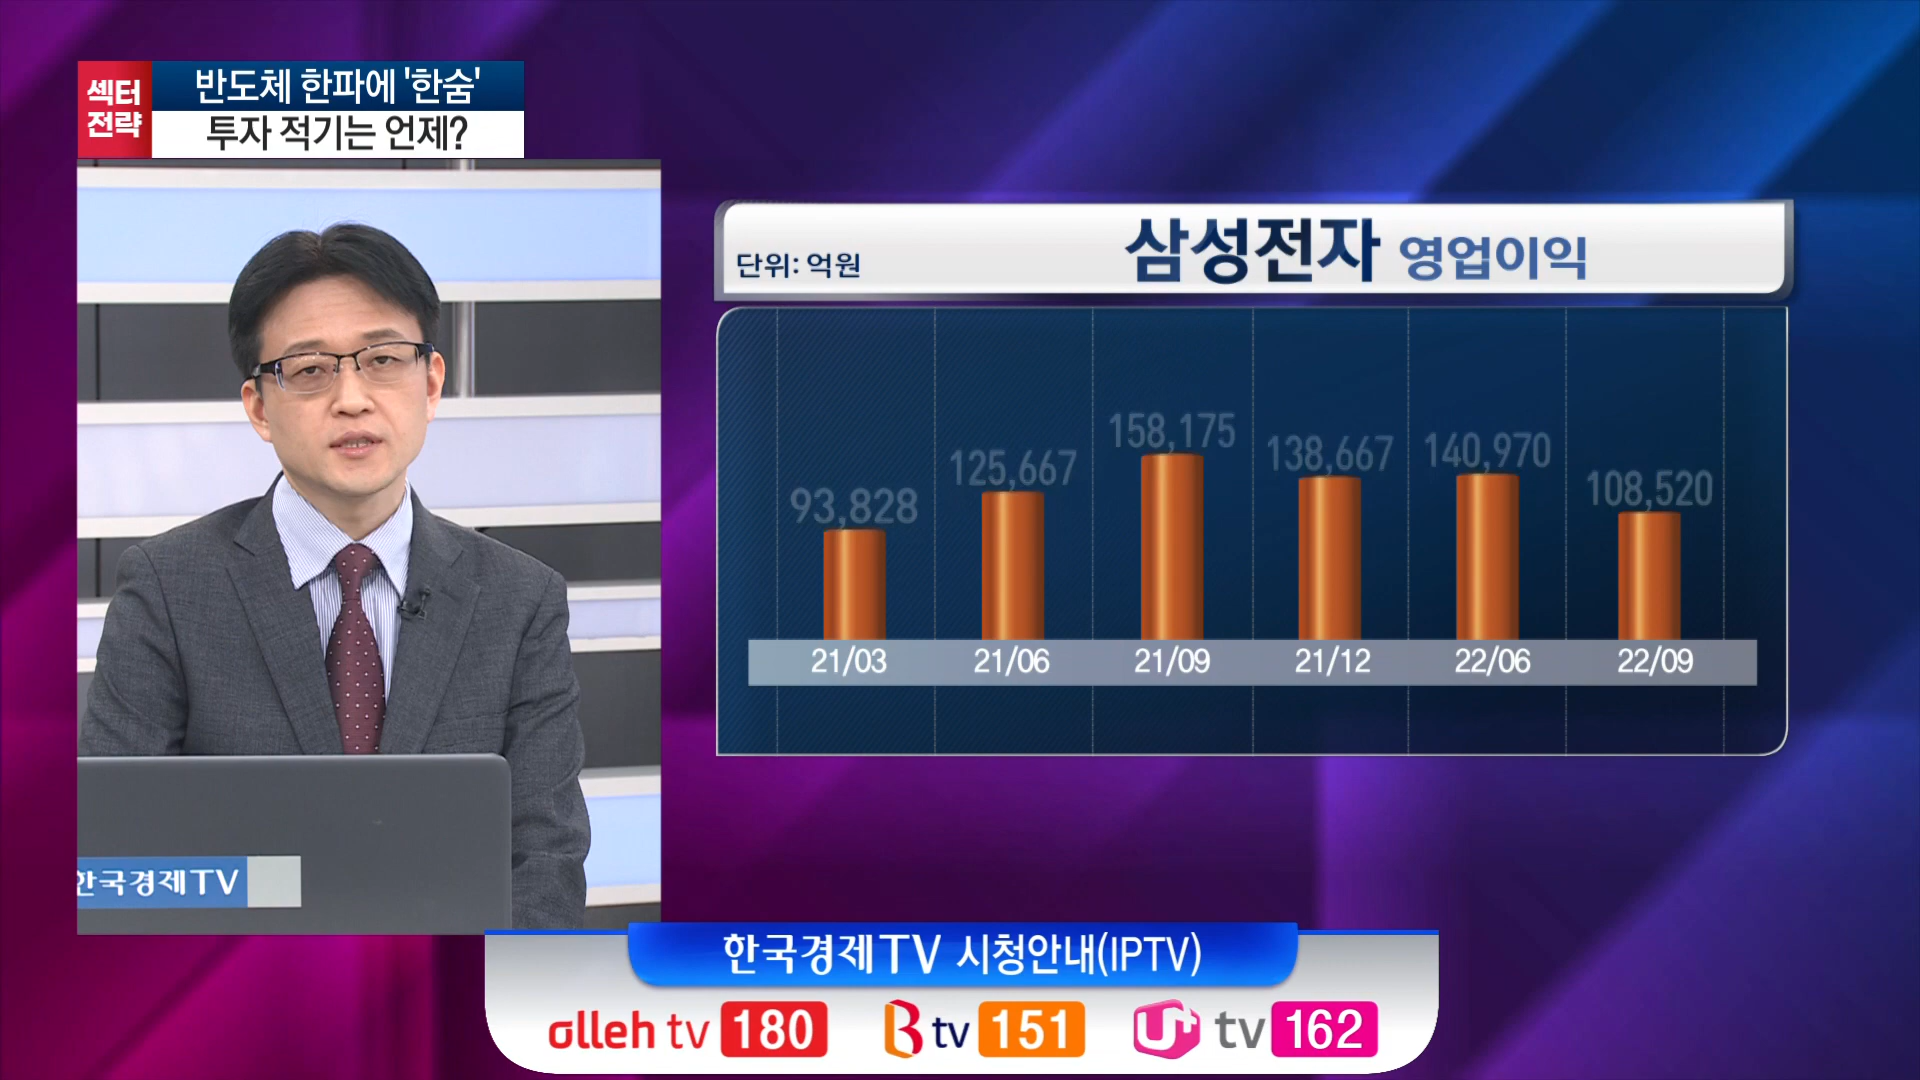 섹터
전략
반도체 한파에 '한숨'
투자 적기는 언제?
단위: 억원
삼성전자 영업이익
93,828
125,667
158,175
138,667
140,970
108,520
21/03
21/06
21/09
21/12
22/06
22/09
한국경제TV
한국경제TV 시청안내(IPTV)
olleh tv 180
B tv 151
U+ tv 162